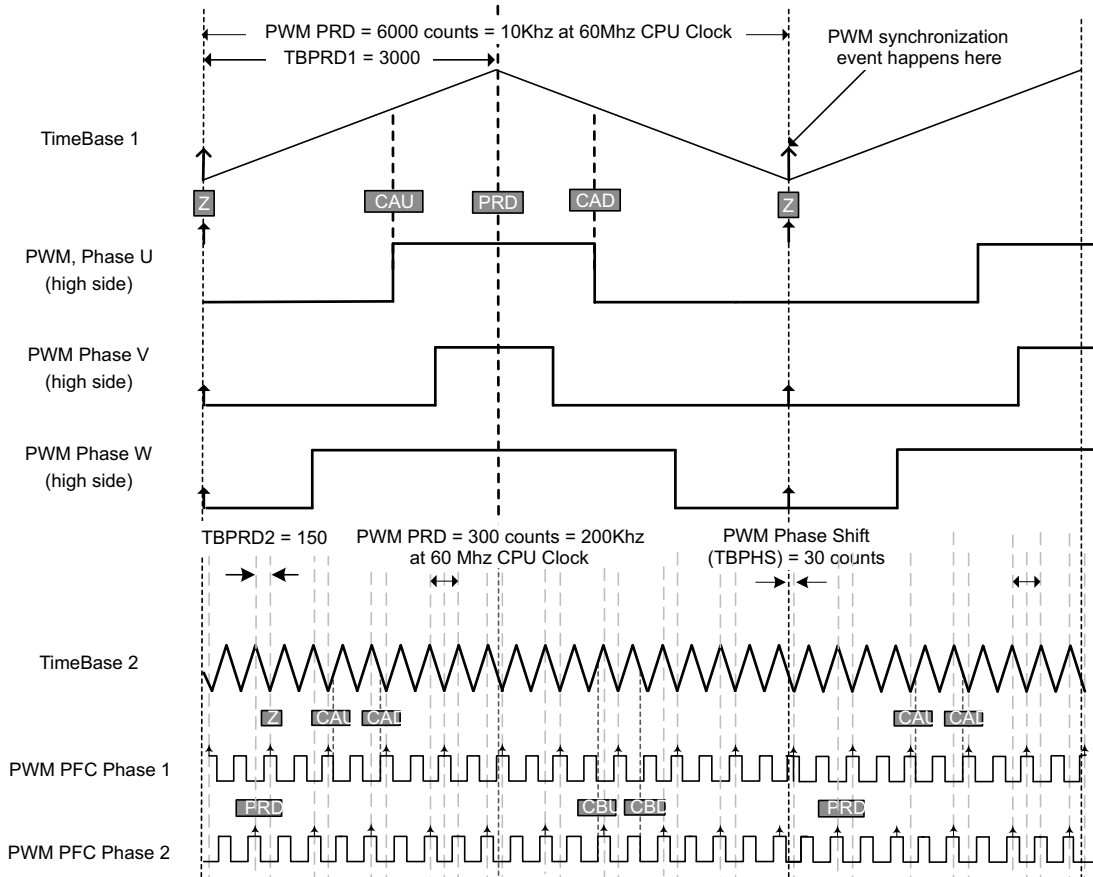 PWM PRD = 6000 counts = 10Khz at 60Mhz CPU Clock
TBPRD1 = 3000
PWM synchronization
event happens here
TimeBase 1
Z
CAU
PRD
CAD
Z
PWM, Phase U
(high side)
PWM Phase V
(high side)
PWM Phase W
(high side)
TBPRD2 = 150
PWM PRD = 300 counts = 200Khz
at 60 Mhz CPU Clock
PWM Phase Shift
(TBPHS) = 30 counts
TimeBase 2
Z
CAU
CAD
CAU
CAD
PWM PFC Phase 1
PRD
CBU
CBD
PRD
PWM PFC Phase 2